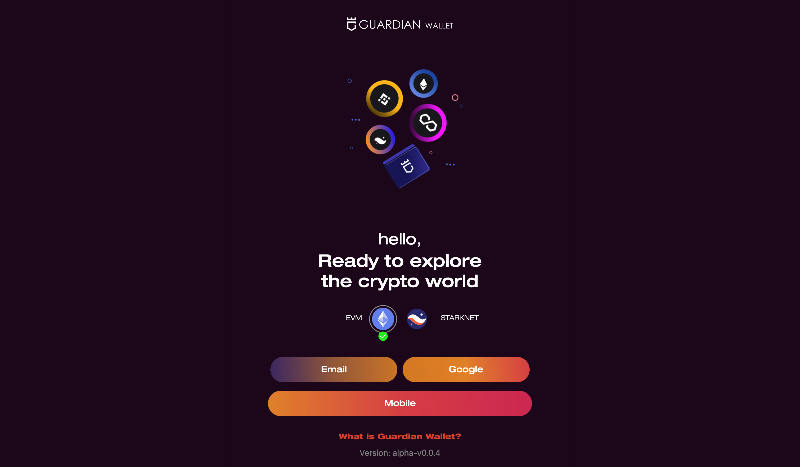 GUARDIAN WALLET
hello,
Ready to explore
the crypto world
EVM
STARKNET
Email
Google
Mobile
What is Guardian Wallet?
Version: alpha-v0.0.4